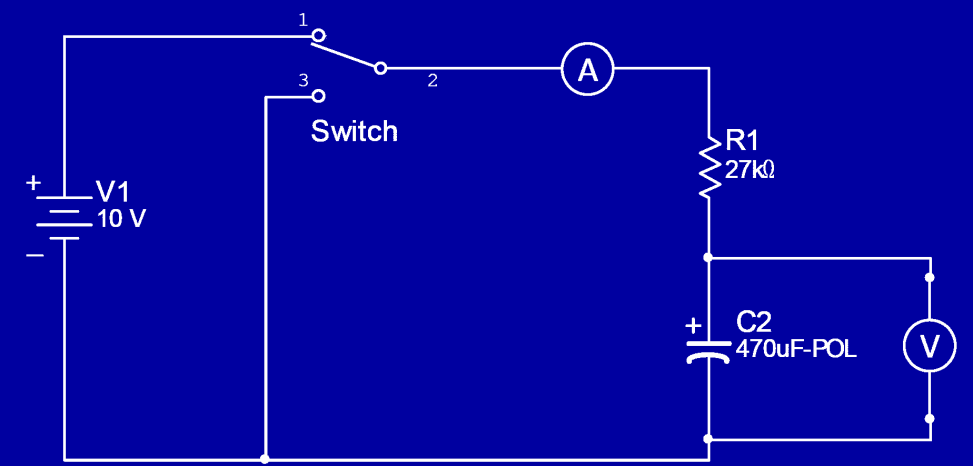 1
2
3
Switch
A
R1
27kΩ
+
V1
10 V
–
C2
+
470uF-POL
V